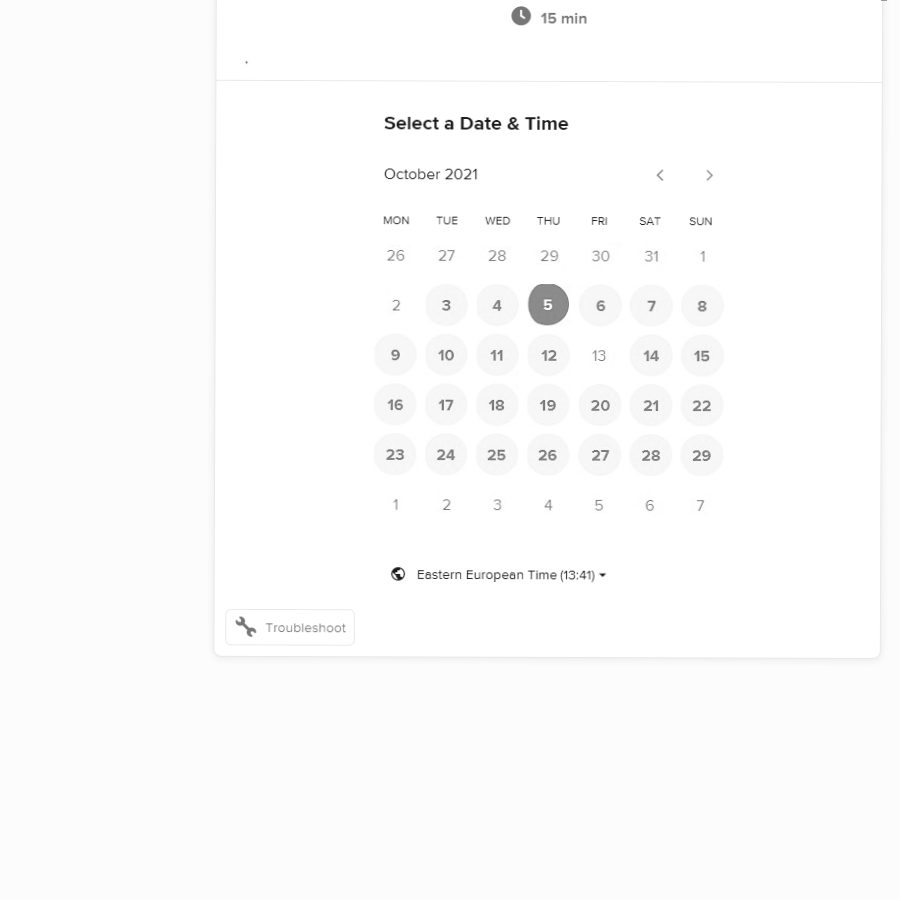 15 min
.
Select a Date & Time
October 2021
MON TUE WED THU FRI SAT SUN
26 27 28 29 30 31 1
2 3 4 5 6 7 8
9 10 11 12 13 14 15
16 17 18 19 20 21 22
23 24 25 26 27 28 29
1 2 3 4 5 6 7
Eastern European Time (13:41)
Troubleshoot